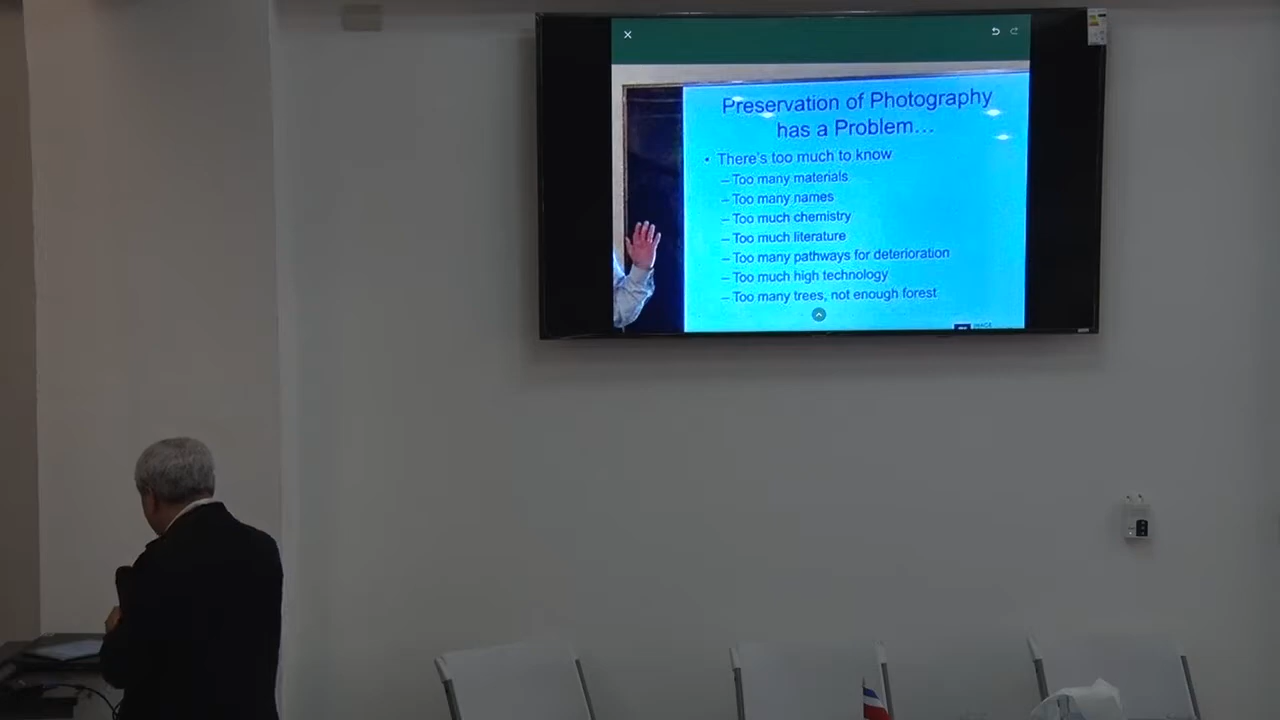 Preservation of Photography
has a Problem...
• There's too much to know
– Too many materials
– Too many names
– Too much chemistry
– Too much literature
– Too many pathways for deterioration
– Too much high technology
– Too many trees, not enough forest
IMAGE